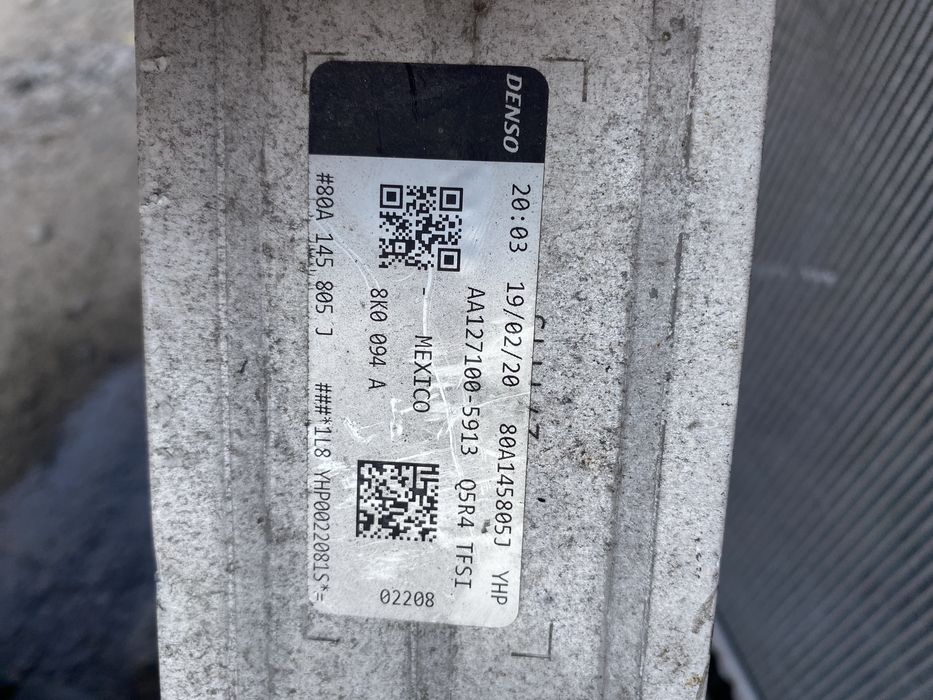 DENSO
20:03 19/02/20 80A145805J YHP
AA127100-5913 Q5R4 TFSI
- MEXICO
8K0 094 A
02208
#80A 145 805 J ###*1L8 YHP0022081S*=